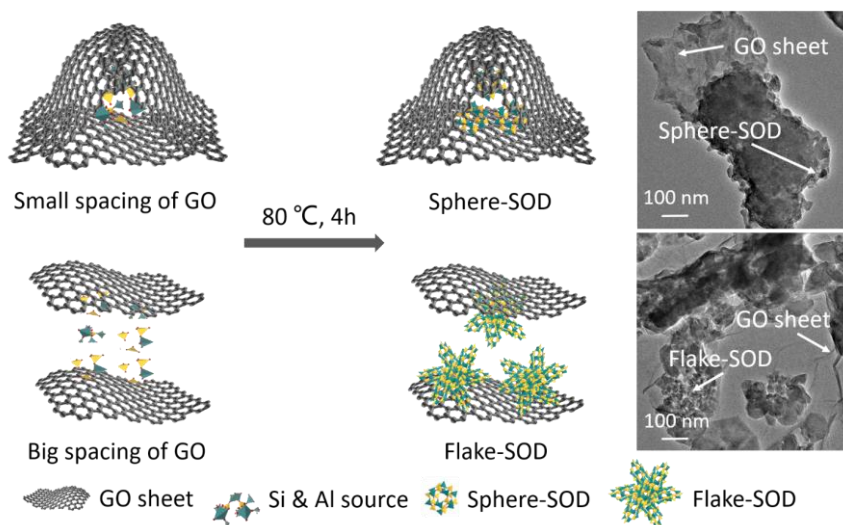 Small spacing of GO
80 ℃, 4h
Sphere-SOD
GO sheet
Sphere-SOD
100 nm
Big spacing of GO
Flake-SOD
GO sheet
Flake-SOD
100 nm
GO sheet
Si & Al source
Sphere-SOD
Flake-SOD